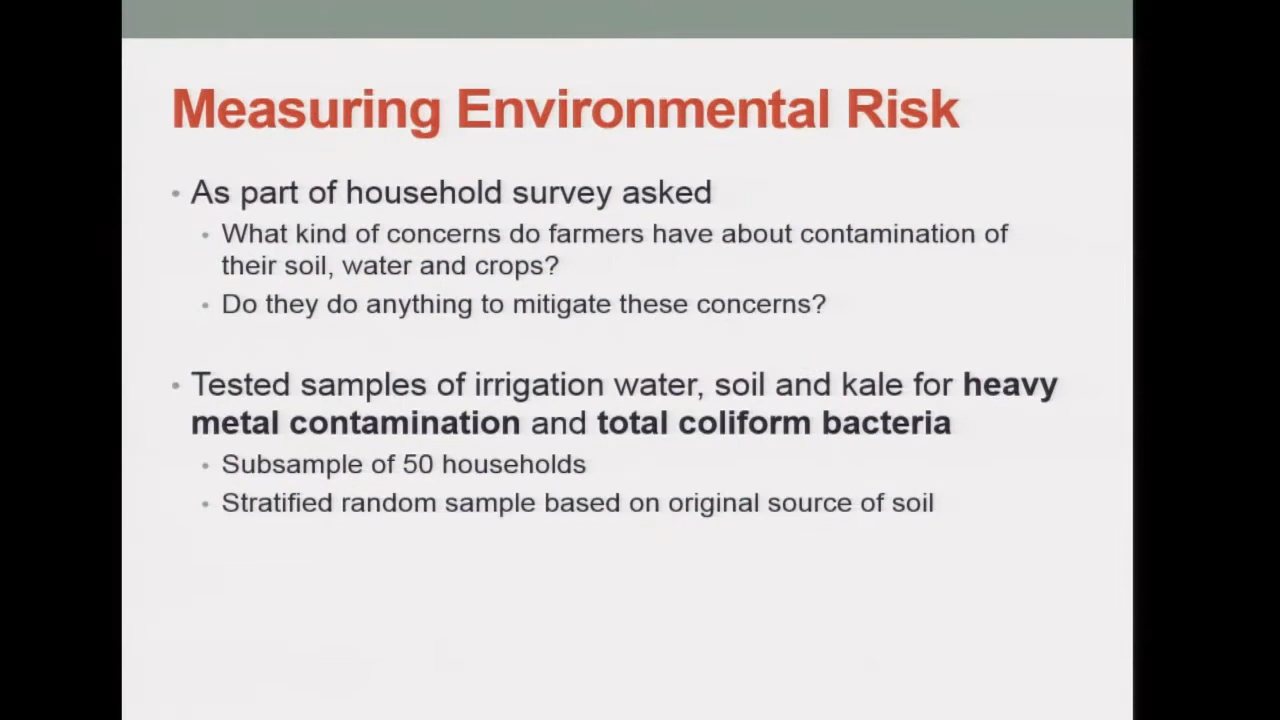 Measuring Environmental Risk
• As part of household survey asked
• What kind of concerns do farmers have about contamination of
their soil, water and crops?
• Do they do anything to mitigate these concerns?
• Tested samples of irrigation water, soil and kale for heavy
metal contamination and total coliform bacteria
• Subsample of 50 households
• Stratified random sample based on original source of soil